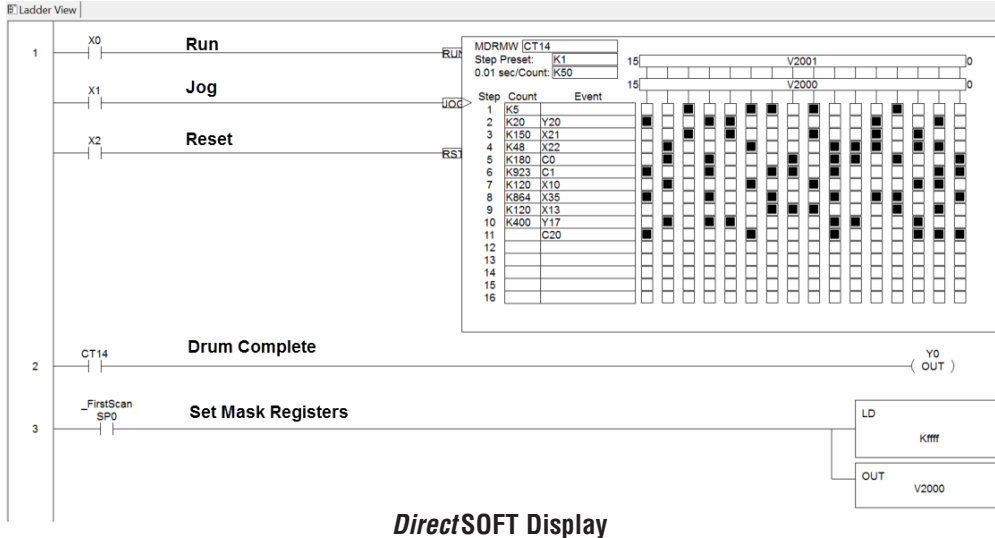 Ladder View
1
X0
Run
RUN
X1
Jog
JOG
X2
Reset
RST
MDRMW CT14
Step Preset: K1
0.01 sec/Count: K50
15 V2001 0
15 V2000 0
Step Count Event
1 K5
2 K20 Y20
3 K150 X21
4 K48 X22
5 K180 C0
6 K923 C1
7 K120 X10
8 K864 X35
9 K120 X13
10 K400 Y17
11 C20
12
13
14
15
16
2
CT14
Drum Complete
Y0
( OUT )
3
_FirstScan
SP0
Set Mask Registers
LD
Kffff
OUT
V2000
DirectSOFT Display